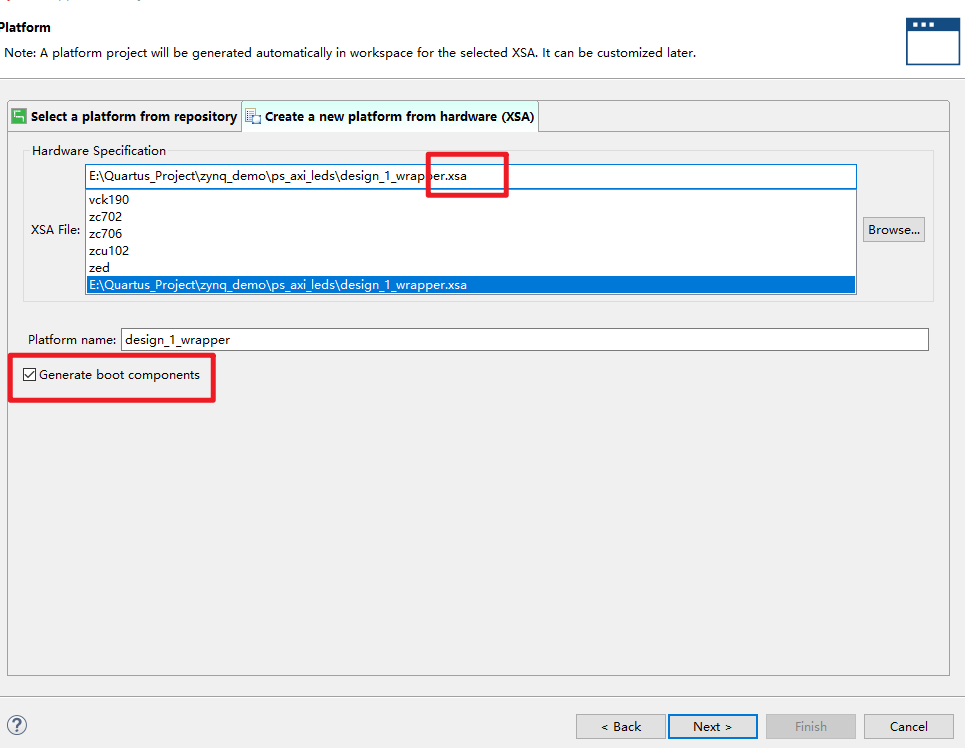 Platform
Note: A platform project will be generated automatically in workspace for the selected XSA. It can be customized later.
Select a platform from repository
Create a new platform from hardware (XSA)
Hardware Specification
E:\Quartus_Project\zynq_demo\ps_axi_leds\design_1_wrapper.xsa
vck190
zc702
XSA File:
zc706
Browse...
zcu102
zed
E:\Quartus_Project\zynq_demo\ps_axi_leds\design_1_wrapper.xsa
Platform name: design_1_wrapper
Generate boot components
?
< Back
Next >
Finish
Cancel